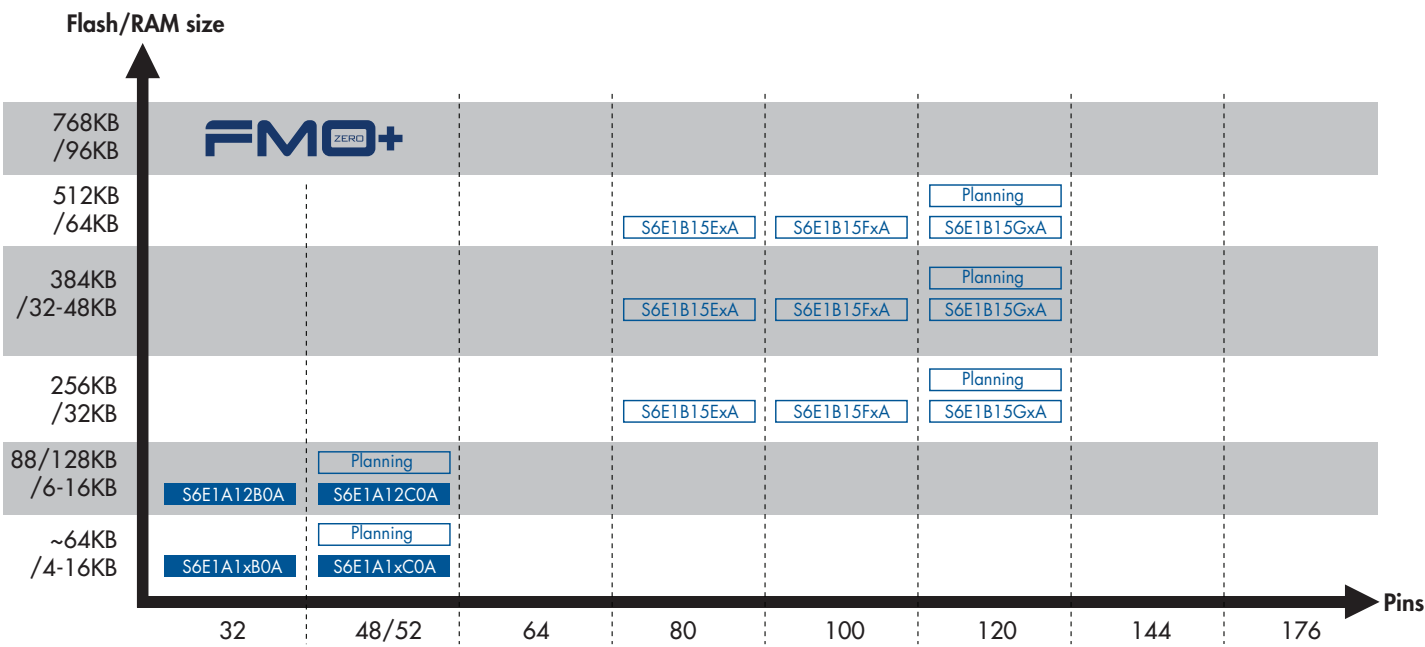 Flash/RAM size
768KB
/96KB
FM0+
ZERO
512KB
/64KB
Planning
S6E1B15ExA
S6E1B15FxA
S6E1B15GxA
384KB
/32-48KB
Planning
S6E1B15ExA
S6E1B15FxA
S6E1B15GxA
256KB
/32KB
Planning
S6E1B15ExA
S6E1B15FxA
S6E1B15GxA
88/128KB
/6-16KB
Planning
S6E1A12B0A
S6E1A12C0A
~64KB
/4-16KB
Planning
S6E1A1xB0A
S6E1A1xC0A
Pins
32
48/52
64
80
100
120
144
176